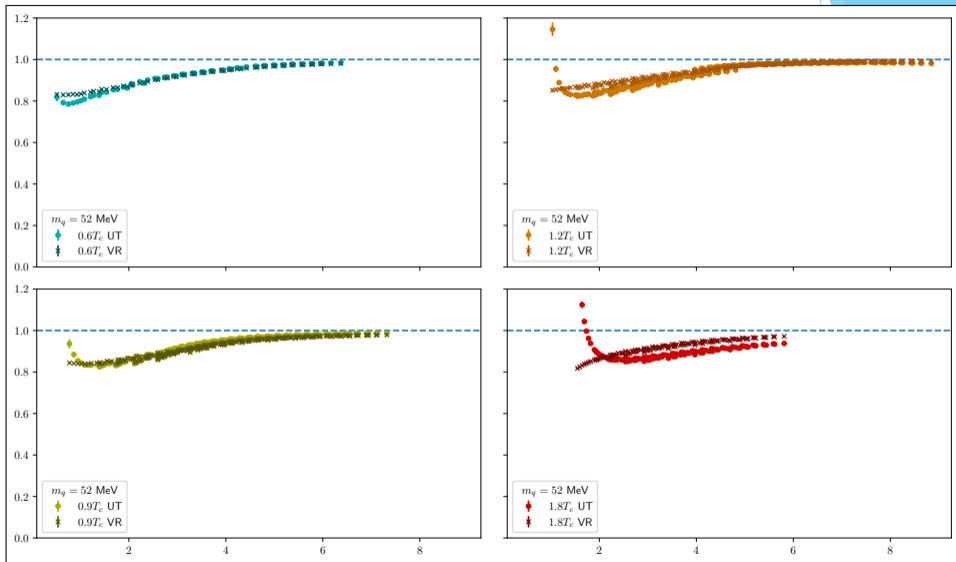 1.2
1.0
0.8
0.6
0.4
0.2
0.0
m_q = 52 MeV
0.6T_c UT
0.6T_c VR
m_q = 52 MeV
1.2T_c UT
1.2T_c VR
1.2
1.0
0.8
0.6
0.4
0.2
0.0
m_q = 52 MeV
0.9T_c UT
0.9T_c VR
2 4 6 8
m_q = 52 MeV
1.8T_c UT
1.8T_c VR
2 4 6 8